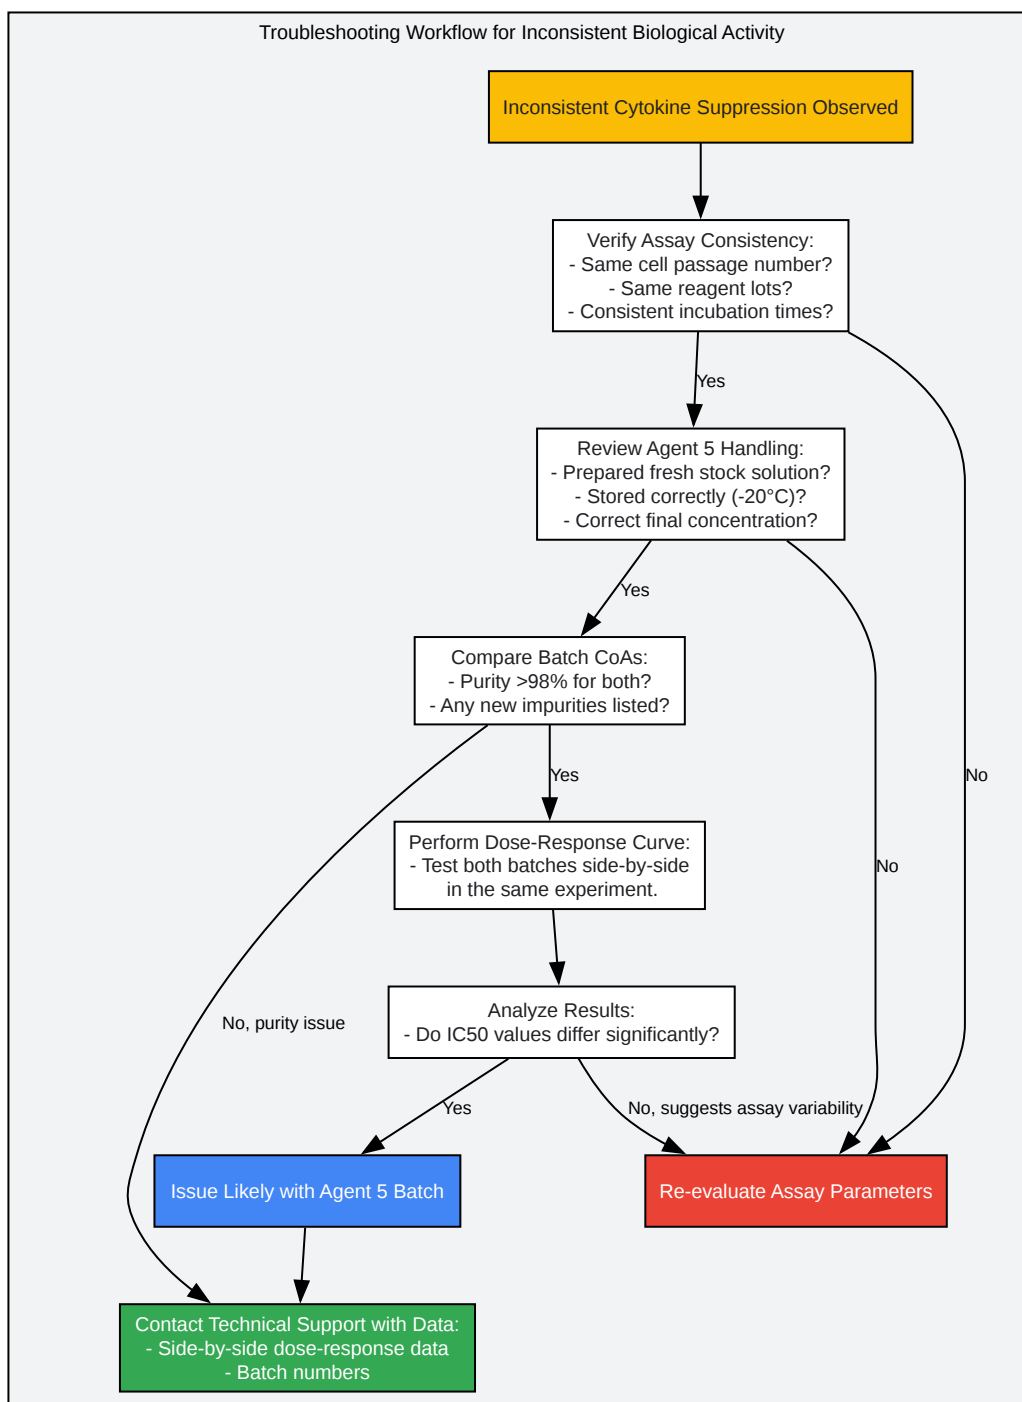 Troubleshooting Workflow for Inconsistent Biological Activity
Inconsistent Cytokine Suppression Observed
Verify Assay Consistency:
- Same cell passage number?
- Same reagent lots?
- Consistent incubation times?
Yes
Review Agent 5 Handling:
- Prepared fresh stock solution?
- Stored correctly (-20°C)?
- Correct final concentration?
Yes
Compare Batch CoAs:
- Purity >98% for both?
- Any new impurities listed?
Yes
No
Perform Dose-Response Curve:
- Test both batches side-by-side
in the same experiment.
No
Analyze Results:
- Do IC50 values differ significantly?
No, purity issue
Yes
No, suggests assay variability
Issue Likely with Agent 5 Batch
Re-evaluate Assay Parameters
Contact Technical Support with Data:
- Side-by-side dose-response data
- Batch numbers